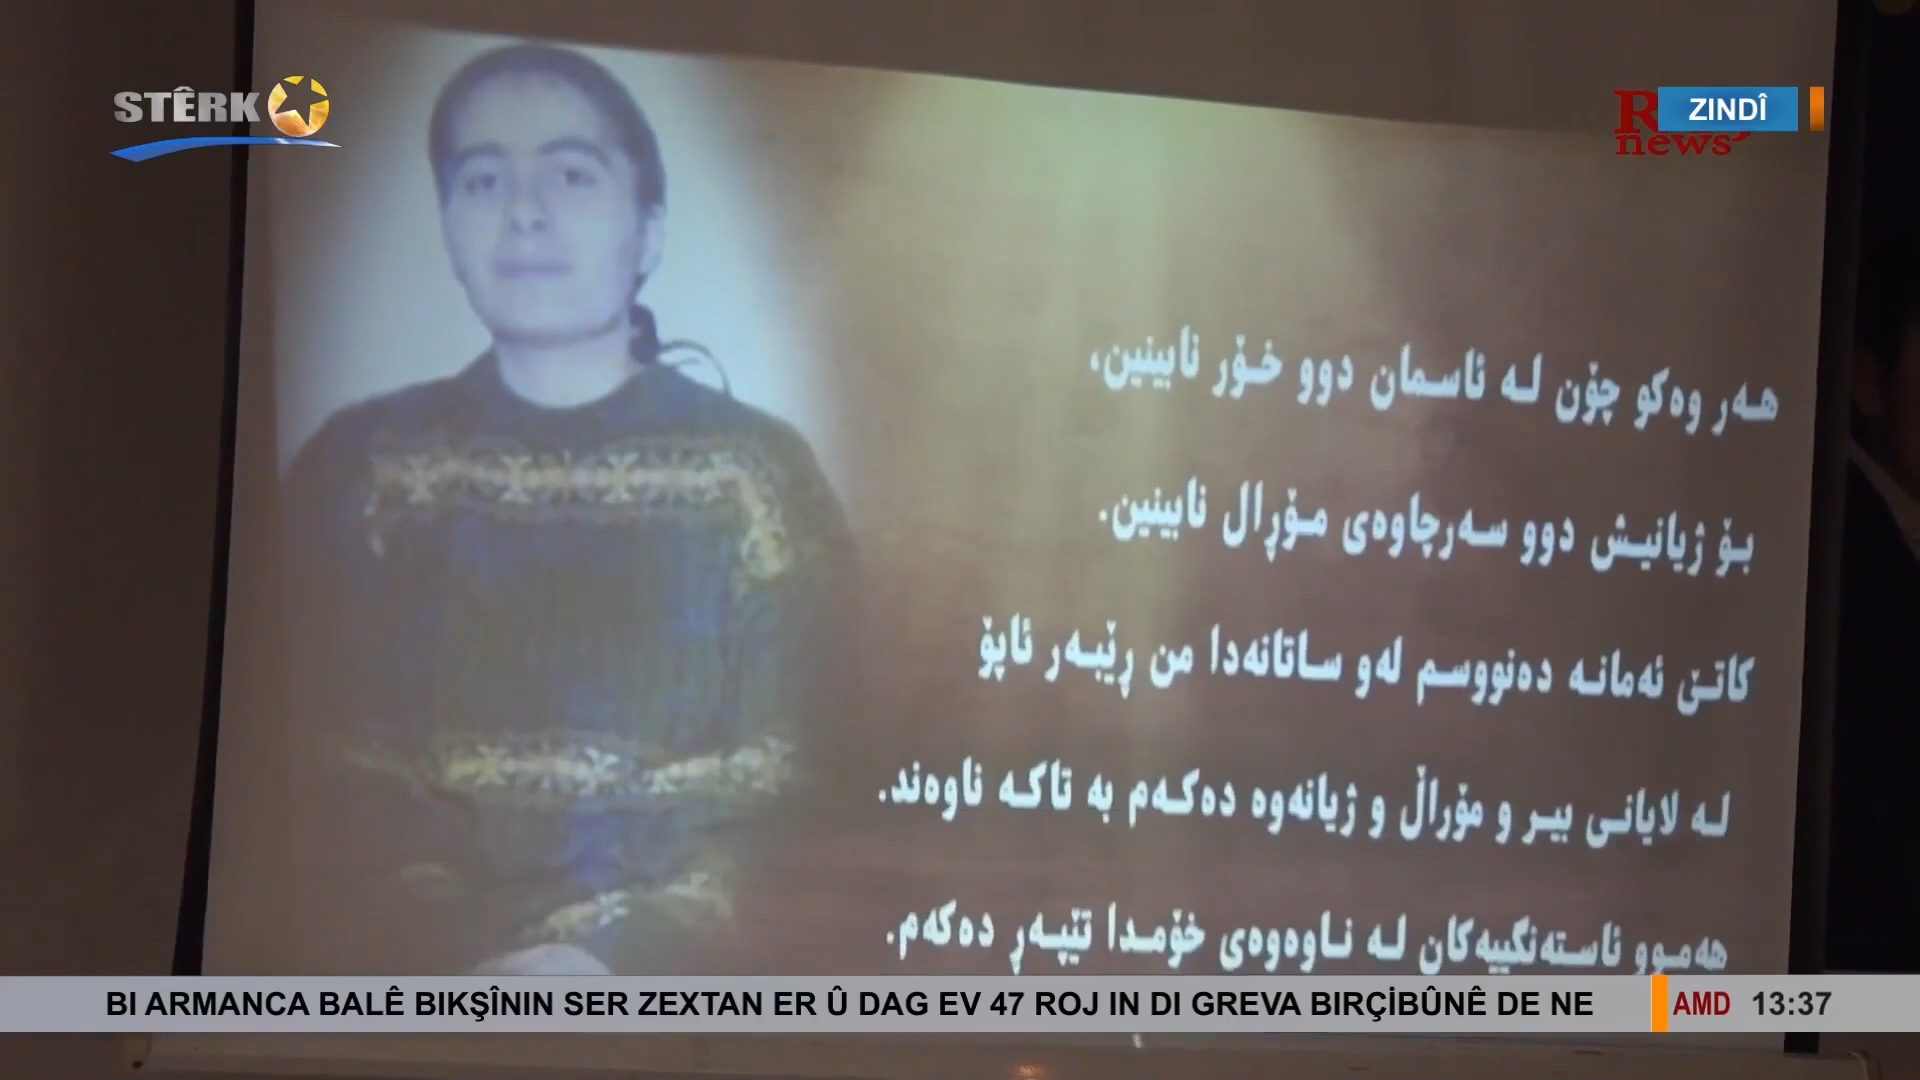 STÊRK
ZINDÎ
news
هەر وەکو چۆن لە ئاسمان دوو خۆر نابینین،
بۆ ژیانیش دوو سەرچاوەی مۆڕال نابینین.
کاتێ ئەمانە دەنووسم لەو ساتانەدا من ڕێبەر ئاپۆ
لە لایانی بیر و مۆراڵ و ژیانەوە دەکەم بە تاکە ناوەند.
هەموو ئاستەنگییەکان لە ناوەوەی خۆمدا تێپەڕ دەکەم.
BI ARMANCA BALÊ BIKŞÎNIN SER ZEXTAN ER Û DAG EV 47 ROJ IN DI GREVA BIRÇİBÛNÊ DE NE
AMD 13:37